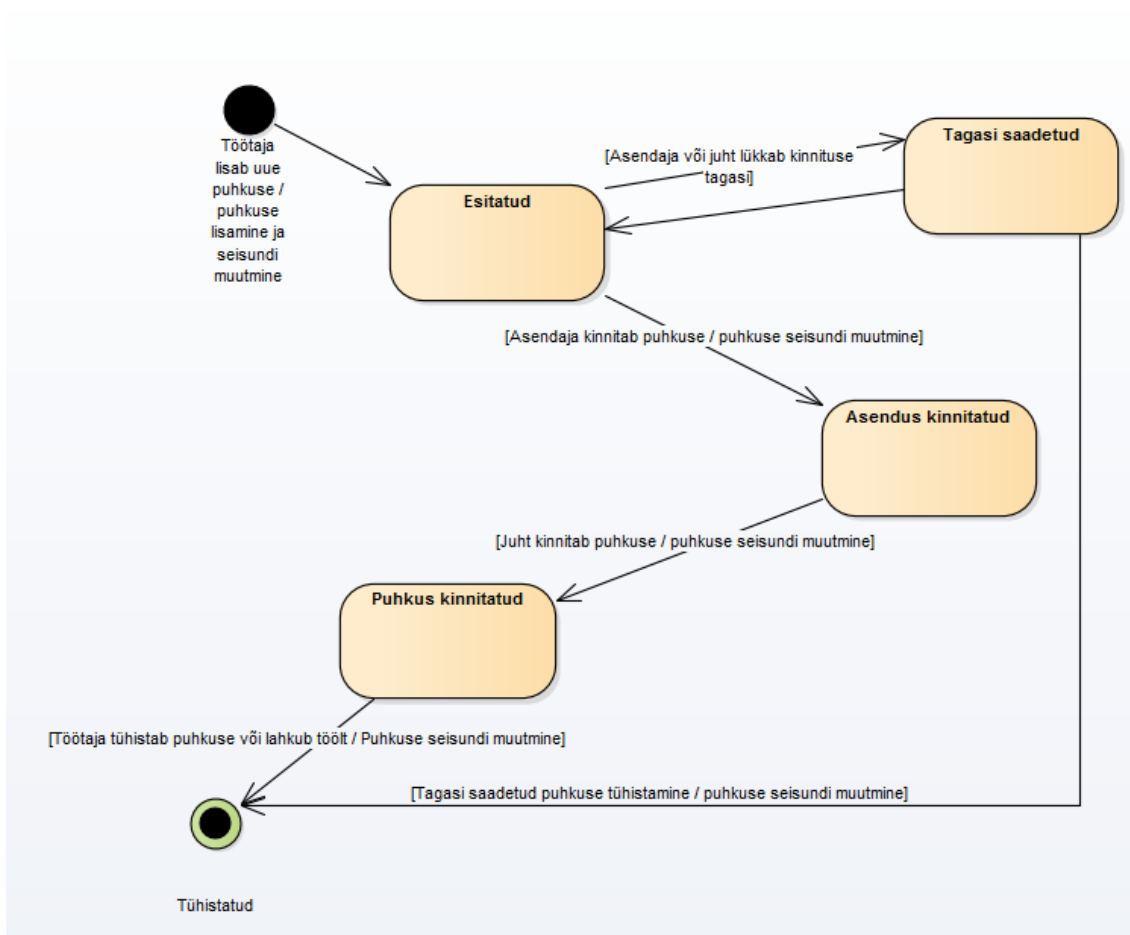 Töötaja
lisab uue
puhkuse /
puhkuse
lisamine ja
seisundi
muutmine
Tagasi saadetud
[Asendaja või juht lükkab kinnituse
tagasi]
Esitatud
[Asendaja kinnitab puhkuse / puhkuse seisundi muutmine]
Asendus kinnitatud
[Juht kinnitab puhkuse / puhkuse seisundi muutmine]
Puhkus kinnitatud
[Töötaja tühistab puhkuse või lahkub töölt / Puhkuse seisundi muutmine]
[Tagasi saadetud puhkuse tühistamine / puhkuse seisundi muutmine]
Tühistatud